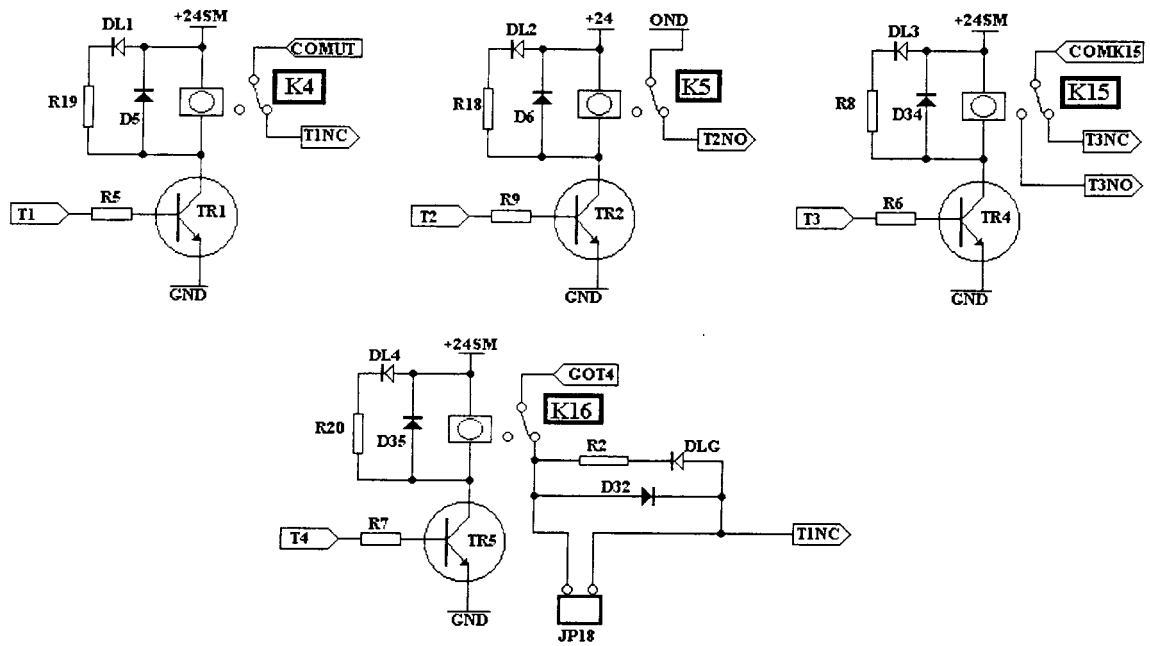 +24SM
DL1
COMUT
K4
R19
D5
T1NC
T1
R5
TR1
GND
+24
OND
DL2
K5
R18
D6
T2NO
T2
R9
TR2
GND
+24SM
DL3
COMK15
K15
R8
D34
T3NC
T3NO
T3
R6
TR4
GND
+24SM
DL4
GOT4
K16
R20
D35
R2
DLG
D32
T4
R7
TR5
T1NC
GND
JP18